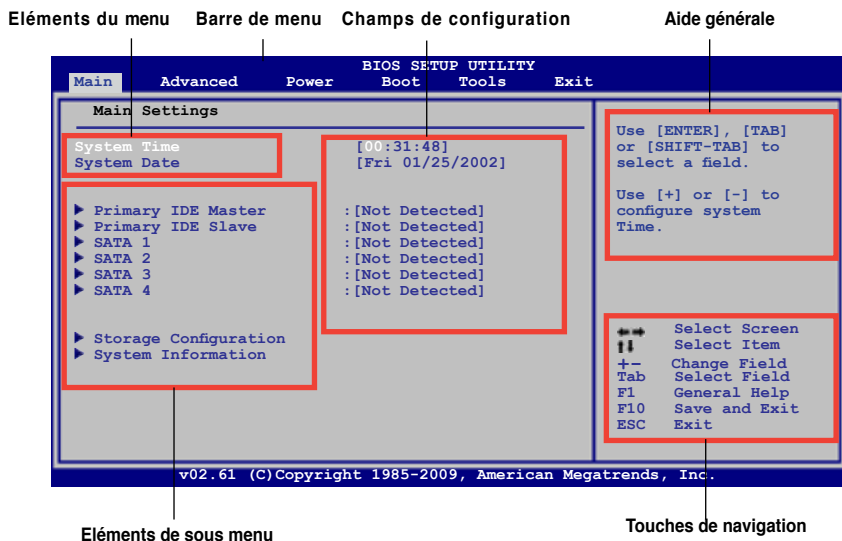 Eléments du menu Barre de menu Champs de configuration Aide générale
BIOS SETUP UTILITY
Main Advanced Power Boot Tools Exit
Main Settings
System Time [00:31:48]
System Date [Fri 01/25/2002]
Primary IDE Master :[Not Detected]
Primary IDE Slave :[Not Detected]
SATA 1 :[Not Detected]
SATA 2 :[Not Detected]
SATA 3 :[Not Detected]
SATA 4 :[Not Detected]
Storage Configuration
System Information
Use [ENTER], [TAB]
or [SHIFT-TAB] to
select a field.
Use [+] or [-] to
configure system
Time.
←→ Select Screen
↑↓ Select Item
+- Change Field
Tab Select Field
F1 General Help
F10 Save and Exit
ESC Exit
v02.61 (C)Copyright 1985-2009, American Megatrends, Inc.
Eléments de sous menu
Touches de navigation